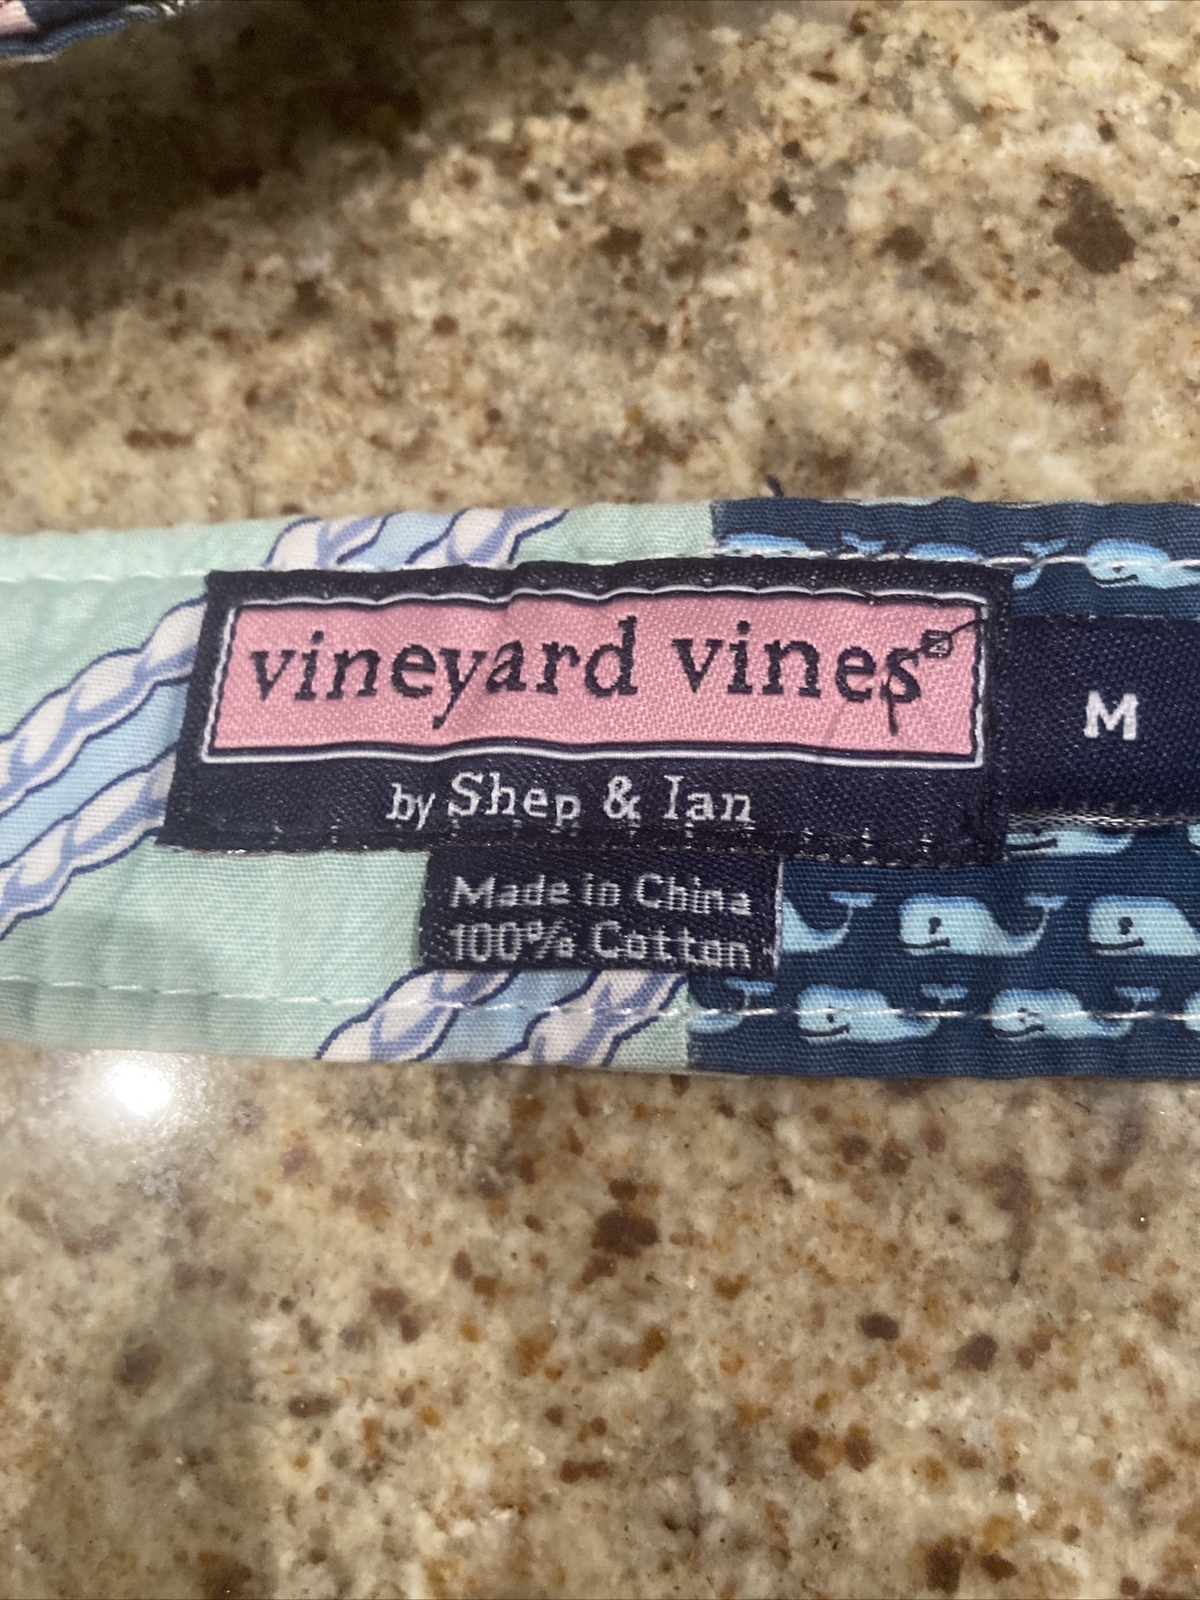 vineyard vines®
M
by Shep & Ian
Made in China
100% Cotton